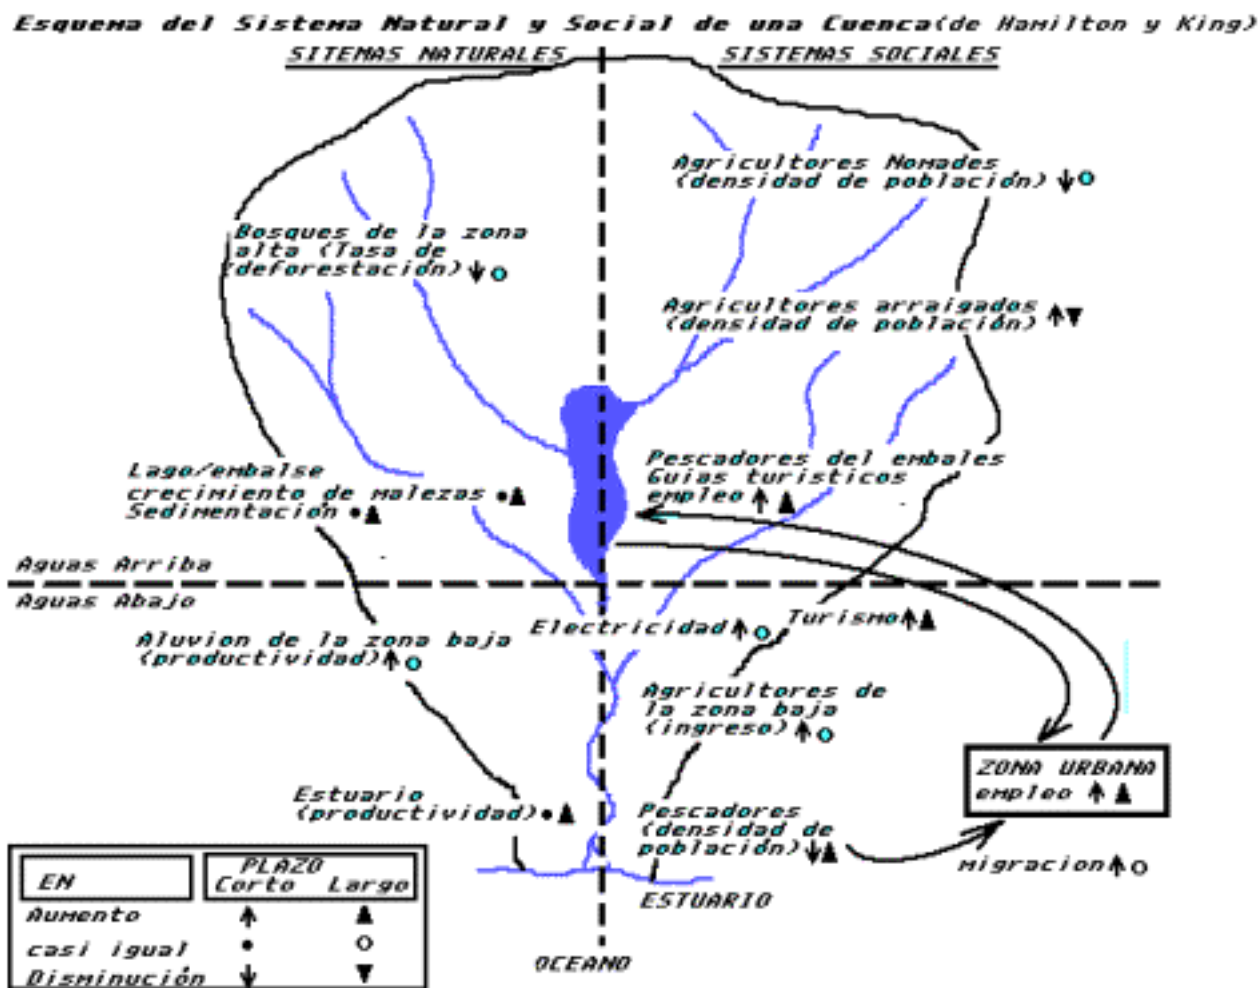 Esquema del Sistema Natural y Social de una Cuenca(de Hamilton y King)
SITEMAS NATURALES
SISTEMAS SOCIALES
Agricultores Nomades
(densidad de población)
Bosques de la zona
alta (Tasa de
(deforestación)
Agricultores arraigados
(densidad de población)
Lago/embalse
crecimiento de malezas
Sedimentación
Pescadores del embales
Guias turisticos
empleo
Aguas Arriba
Aguas Abajo
Aluvion de la zona baja
(productividad)
Electricidad
Turismo
Agricultores de
la zona baja
(ingreso)
ZONA URBANA
empleo
Estuario
(productividad)
Pescadores
(densidad de
población)
migracion
ESTUARIO
OCEANO
EN
PLAZO
Corto Largo
Aumento
casi igual
Disminución